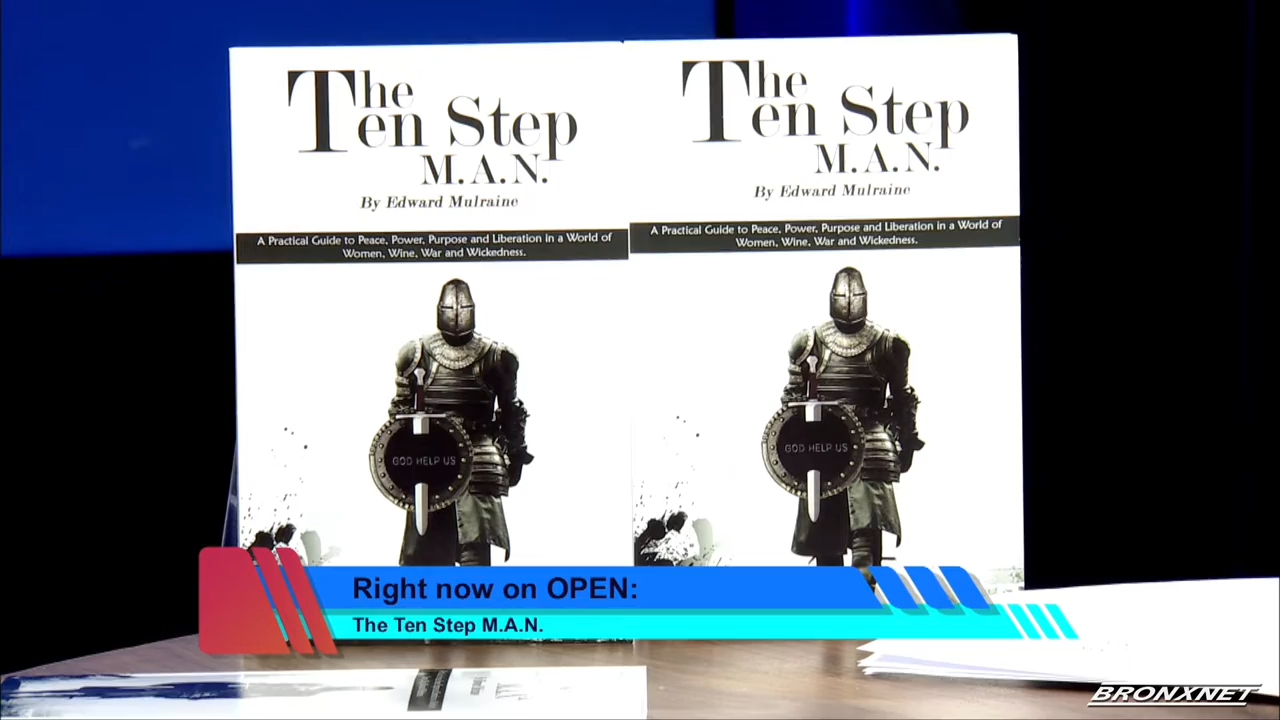 The
Ten Step
M.A.N.
By Edward Mulraine
A Practical Guide to Peace, Power, Purpose and Liberation in a World of
Women, Wine, War and Wickedness.
GOD HELP US
The
Ten Step
M.A.N.
By Edward Mulraine
A Practical Guide to Peace, Power, Purpose and Liberation in a World of
Women, Wine, War and Wickedness.
GOD HELP US
Right now on OPEN:
The Ten Step M.A.N.
BRONXNET